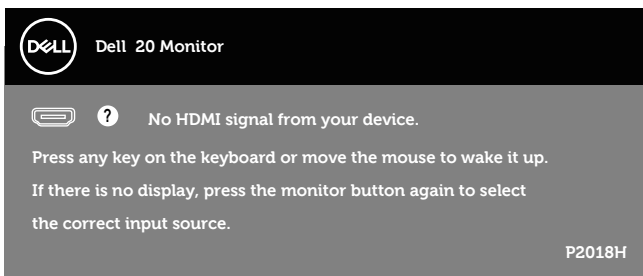 DELL
Dell 20 Monitor
? No HDMI signal from your device.
Press any key on the keyboard or move the mouse to wake it up.
If there is no display, press the monitor button again to select
the correct input source.
P2018H